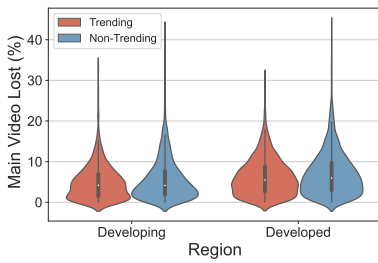 Trending
Non-Trending
Main Video Lost (%)
40
30
20
10
0
Developing
Developed
Region